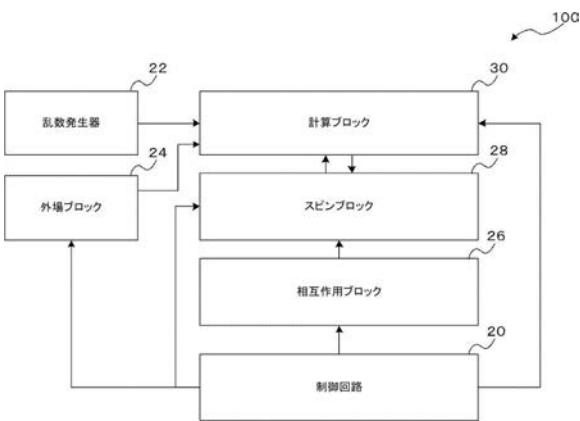 100
22
30
乱数発生器
計算ブロック
24
28
外場ブロック
スピンブロック
26
相互作用ブロック
20
制御回路